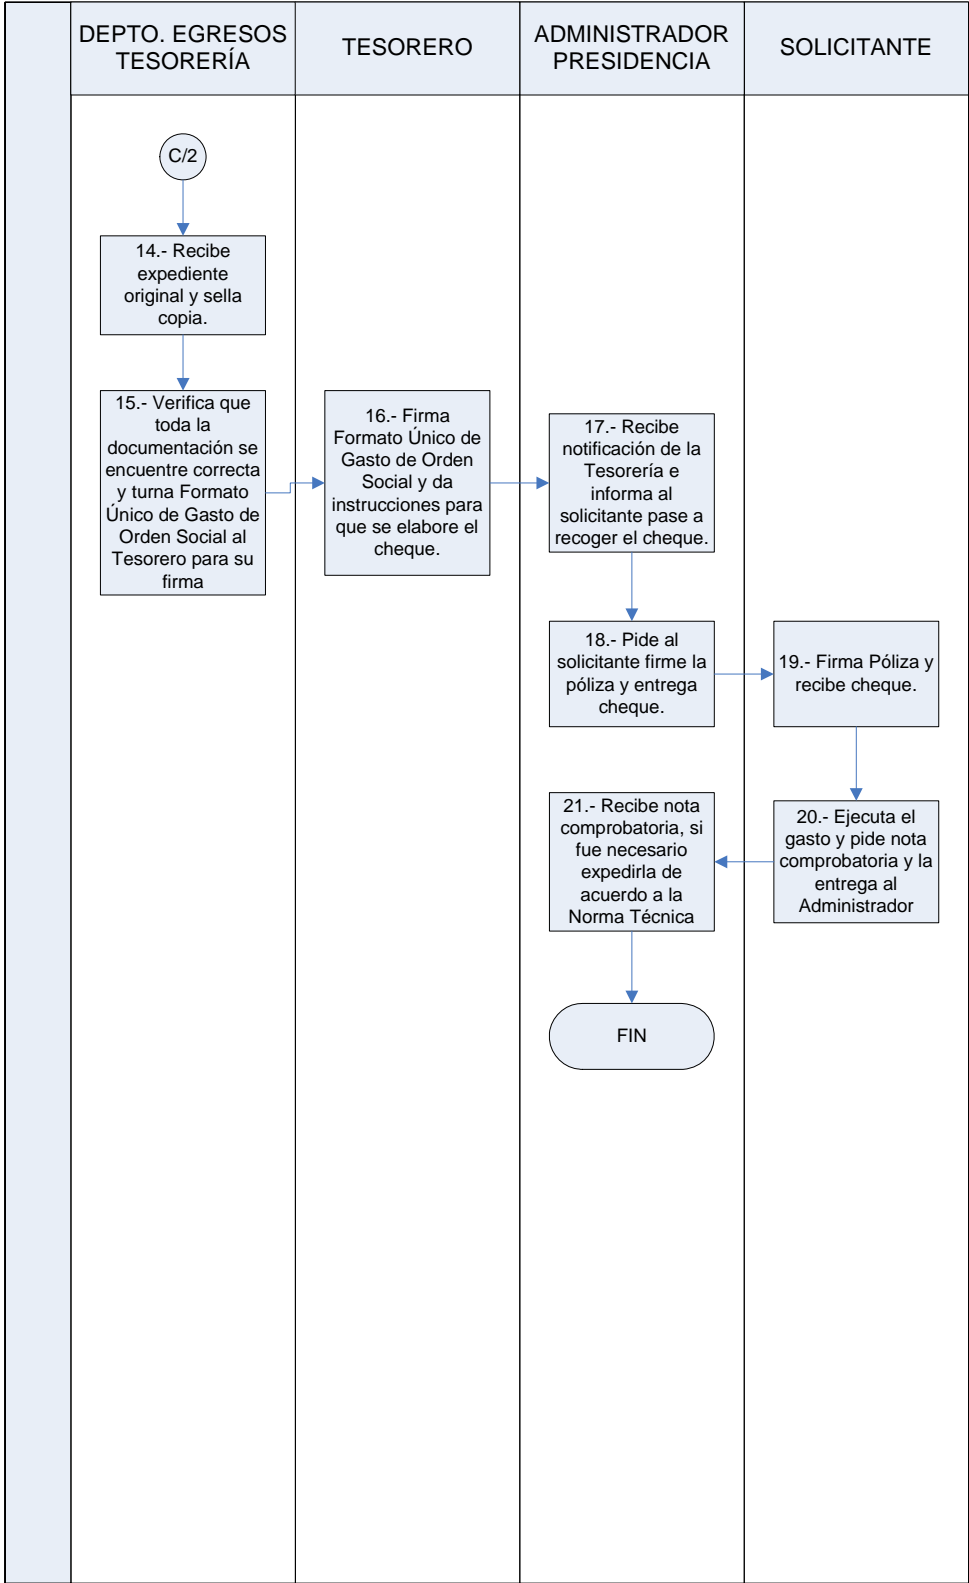 DEPTO. EGRESOS
TESORERÍA
TESORERO
ADMINISTRADOR
PRESIDENCIA
SOLICITANTE
C/2
14.- Recibe
expediente
original y sella
copia.
15.- Verifica que
toda la
documentación se
encuentre correcta
y turna Formato
Único de Gasto de
Orden Social al
Tesorero para su
firma
16.- Firma
Formato Único de
Gasto de Orden
Social y da
instrucciones para
que se elabore el
cheque.
17.- Recibe
notificación de la
Tesorería e
informa al
solicitante pase a
recoger el cheque.
18.- Pide al
solicitante firme la
póliza y entrega
cheque.
19.- Firma Póliza y
recibe cheque.
20.- Ejecuta el
gasto y pide nota
comprobatoria y la
entrega al
Administrador
21.- Recibe nota
comprobatoria, si
fue necesario
expedirla de
acuerdo a la
Norma Técnica
FIN